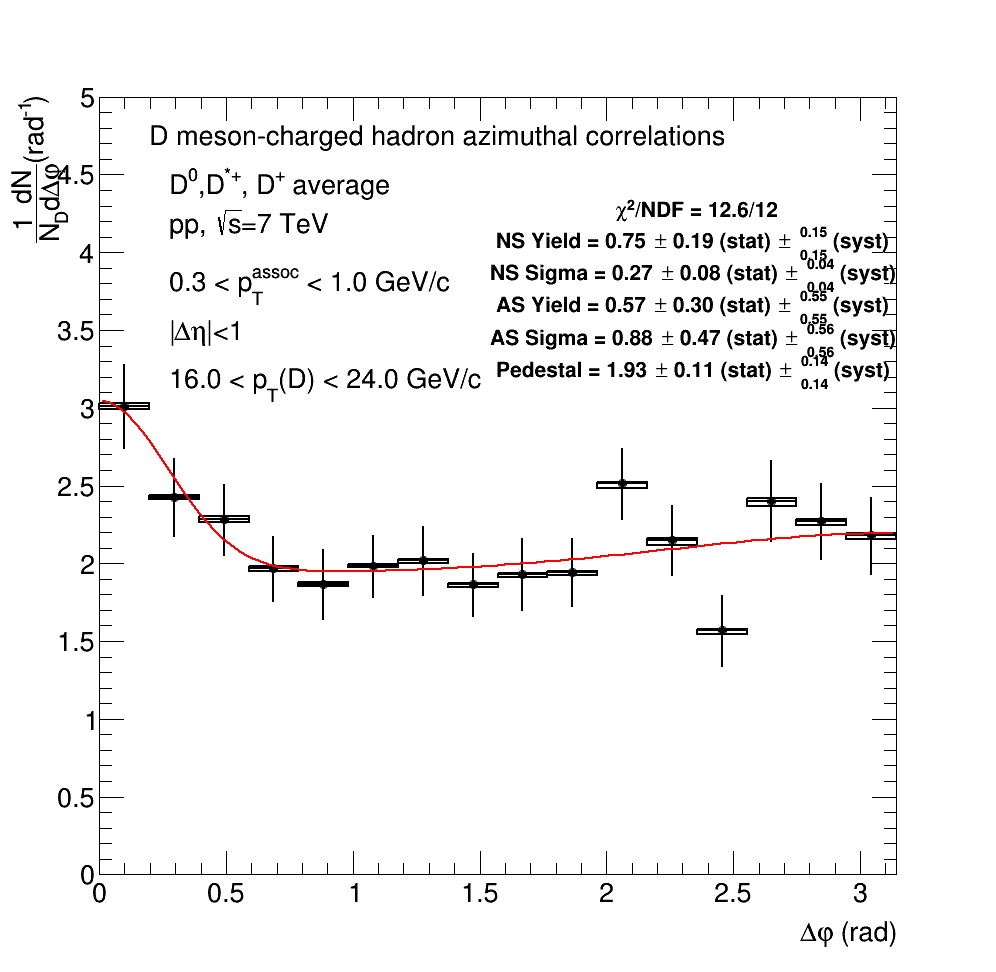 5
4.5
4
3.5
3
2.5
2
1.5
1
0.5
0
1 dN
N_D dΔφ (rad⁻¹)
D meson-charged hadron azimuthal correlations
D⁰,D*⁺, D⁺ average
pp, √s=7 TeV
0.3 < p_T^assoc < 1.0 GeV/c
|Δη|<1
16.0 < p_T(D) < 24.0 GeV/c
χ²/NDF = 12.6/12
NS Yield = 0.75 ± 0.19 (stat) ± 0.15 0.15 (syst)
NS Sigma = 0.27 ± 0.08 (stat) ± 0.04 0.04 (syst)
AS Yield = 0.57 ± 0.30 (stat) ± 0.55 0.55 (syst)
AS Sigma = 0.88 ± 0.47 (stat) ± 0.56 0.56 (syst)
Pedestal = 1.93 ± 0.11 (stat) ± 0.14 0.14 (syst)
0 0.5 1 1.5 2 2.5 3
Δφ (rad)